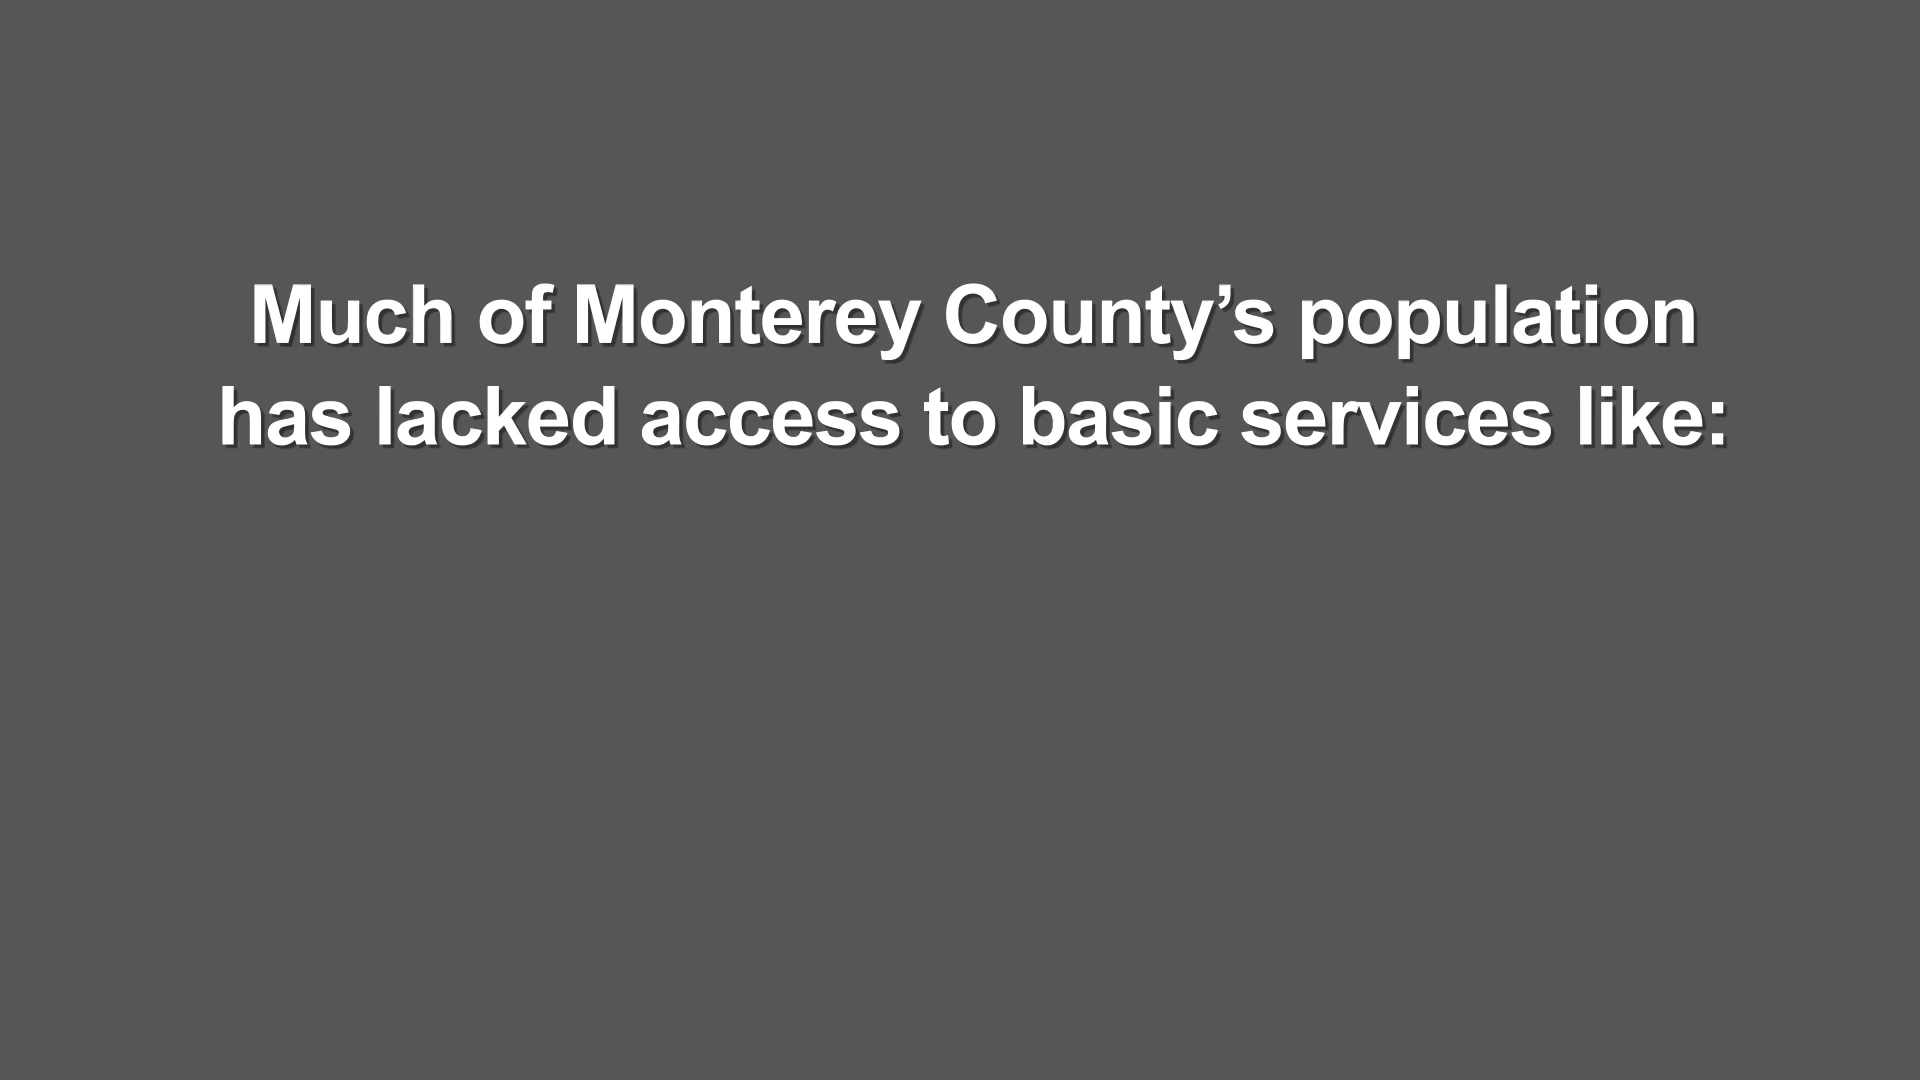 Much of Monterey County’s population
has lacked access to basic services like: